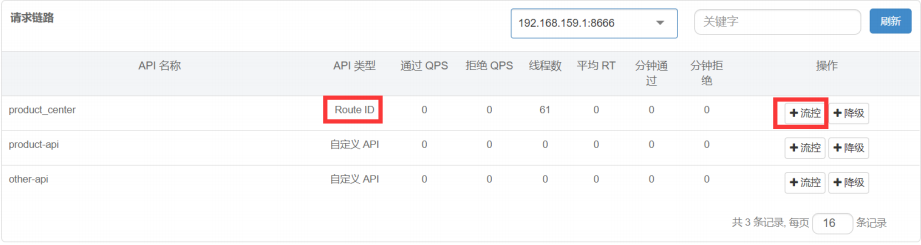 请求链路
192.168.159.1:8666
关键字
刷新
API 名称 API 类型 通过 QPS 拒绝 QPS 线程数 平均 RT 分钟通过 分钟拒绝 操作
product_center Route ID 0 0 61 0 0 0 +流控 +降级
product-api 自定义 API 0 0 0 0 0 0 +流控 +降级
other-api 自定义 API 0 0 0 0 0 0 +流控 +降级
共 3 条记录, 每页 16 条记录